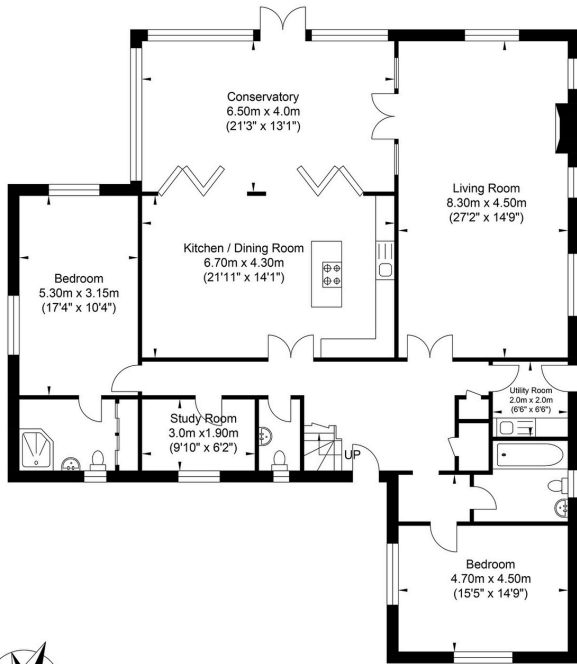 Conservatory
6.50m x 4.0m
(21'3" x 13'1")
Living Room
8.30m x 4.50m
(27'2" x 14'9")
Kitchen / Dining Room
6.70m x 4.30m
(21'11" x 14'1")
Bedroom
5.30m x 3.15m
(17'4" x 10'4")
Utility Room
2.0m x 2.0m
(6'6" x 6'6")
Study Room
3.0m x1.90m
(9'10" x 6'2")
UP
Bedroom
4.70m x 4.50m
(15'5" x 14'9")